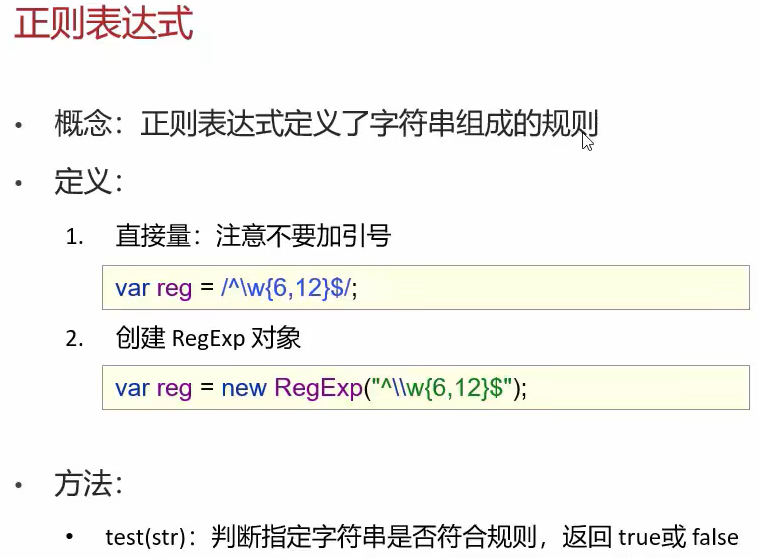 正则表达式
• 概念：正则表达式定义了字符串组成的规则
• 定义：
1. 直接量：注意不要加引号
var reg = /^\w{6,12}$/;
2. 创建 RegExp 对象
var reg = new RegExp("^\\w{6,12}$");
• 方法：
• test(str)：判断指定字符串是否符合规则，返回 true或 false